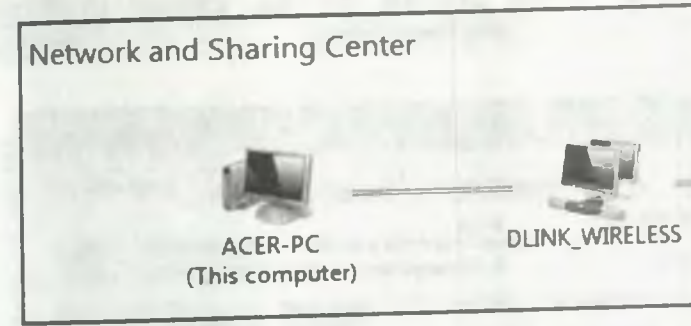 Network and Sharing Center
ACER-PC
(This computer)
DLINK_WIRELESS